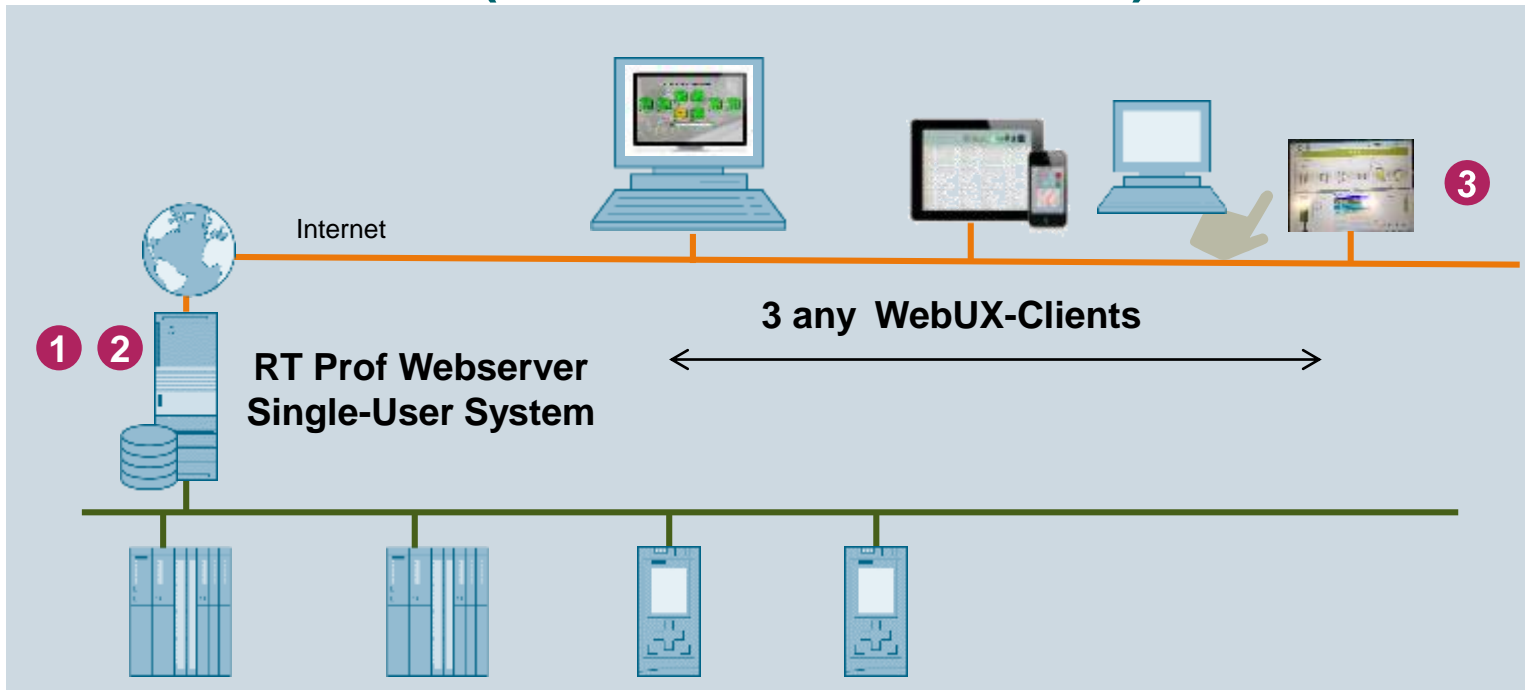 Internet
3
3 any WebUX-Clients
1 2
RT Prof Webserver
Single-User System